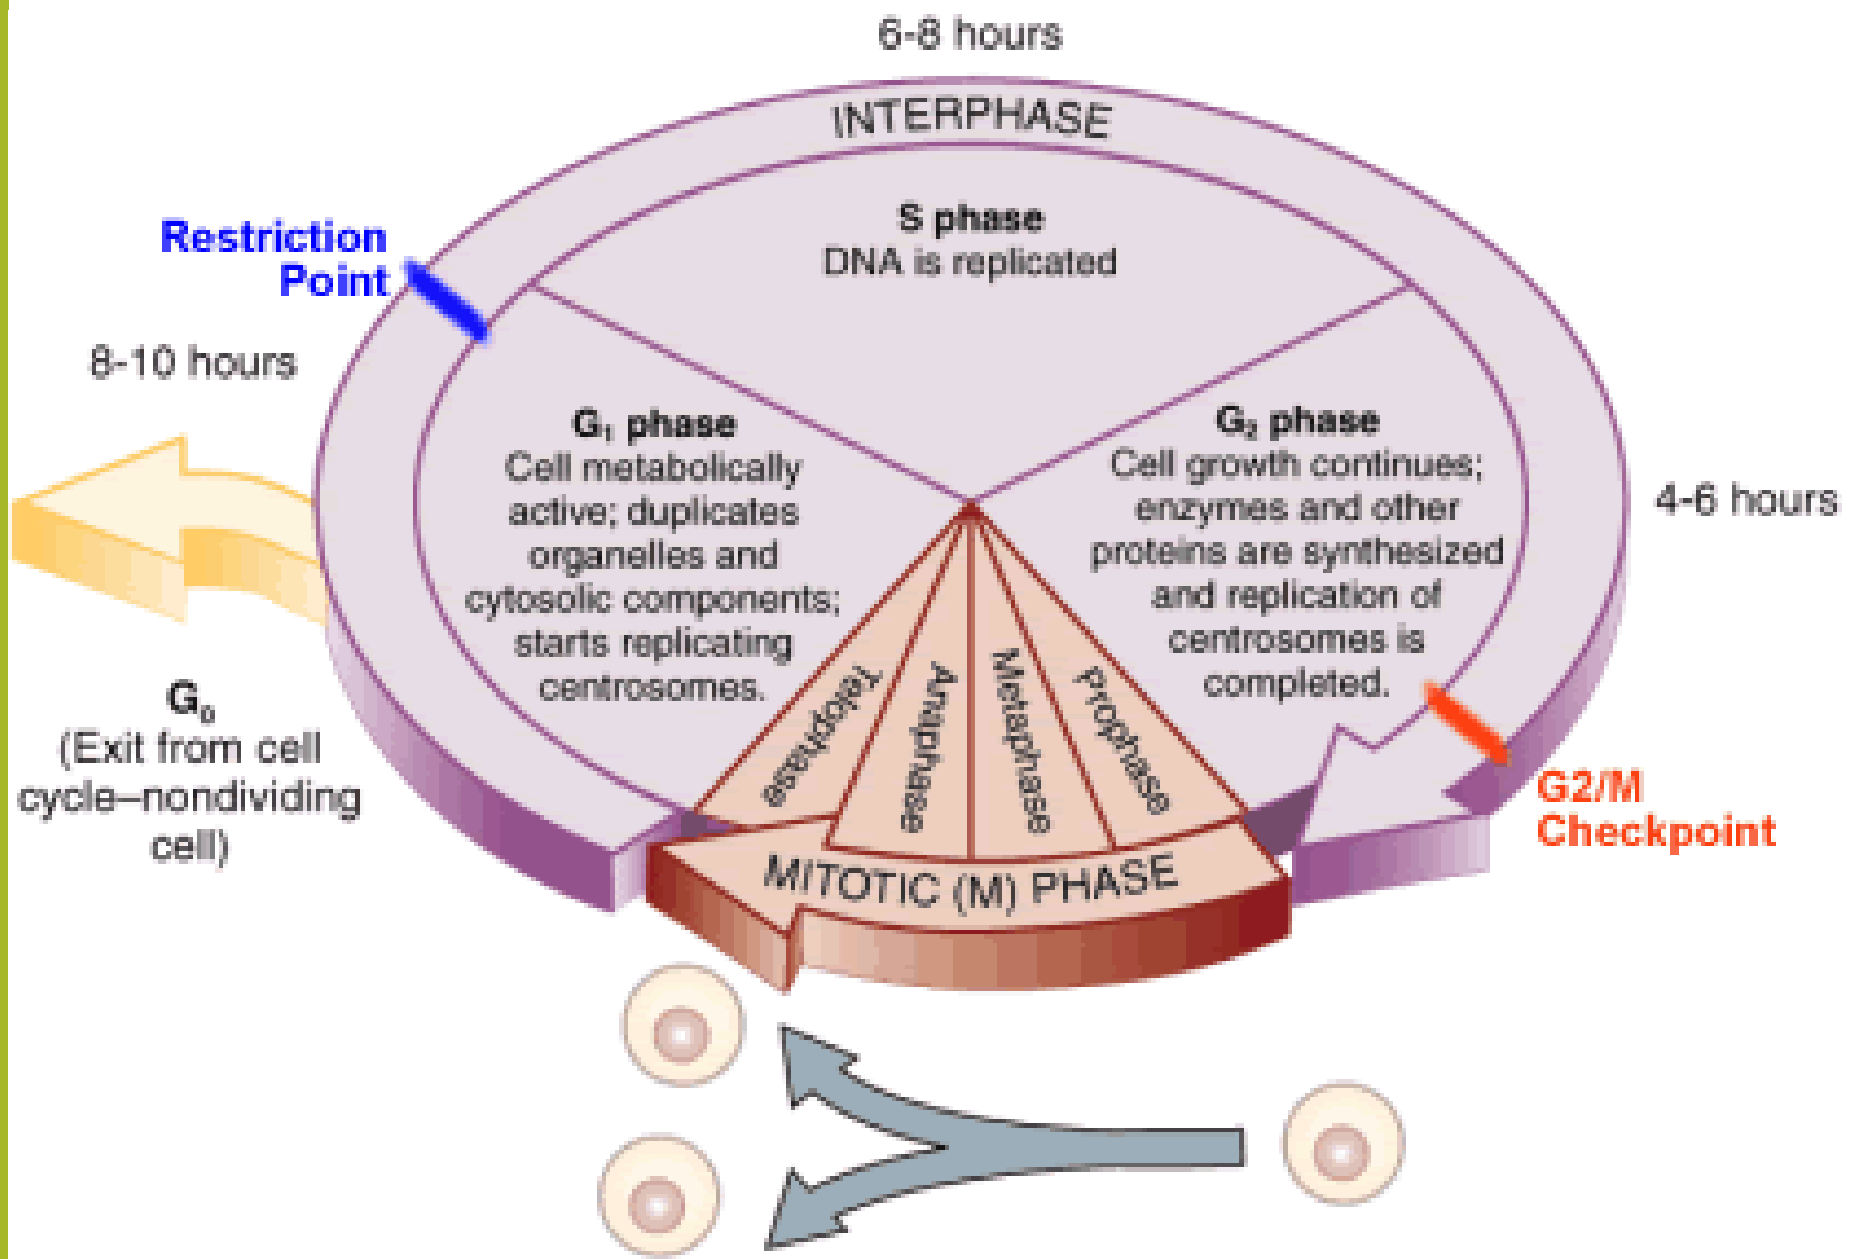 6-8 hours
INTERPHASE
S phase
DNA is replicated
Restriction
Point
8-10 hours
G₁ phase
Cell metabolically
active; duplicates
organelles and
cytosolic components;
starts replicating
centrosomes.
G₂ phase
Cell growth continues;
enzymes and other
proteins are synthesized
and replication of
centrosomes is
completed.
4-6 hours
G₀
(Exit from cell
cycle–nondividing
cell)
Telophase
Anaphase
Metaphase
Prophase
G2/M
Checkpoint
MITOTIC (M) PHASE